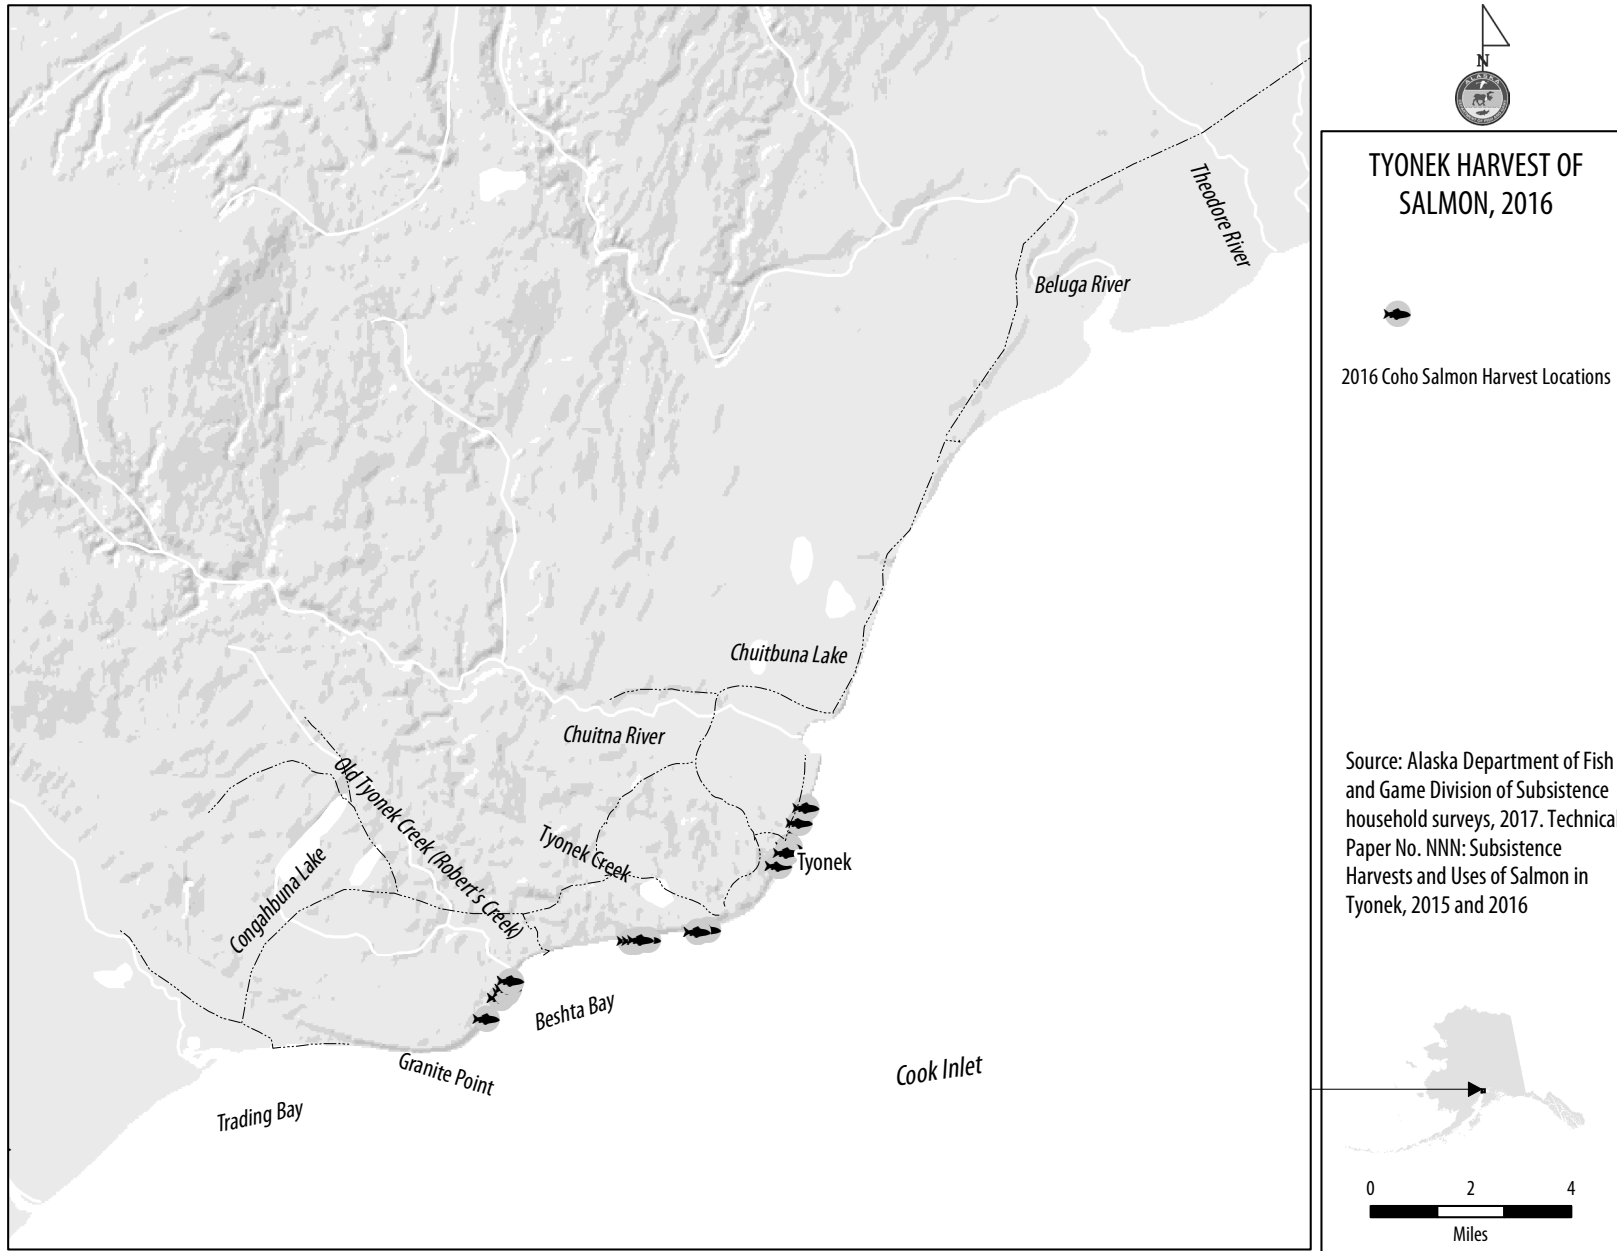 N
ALASKA
TYONEK HARVEST OF
SALMON, 2016
2016 Coho Salmon Harvest Locations
Theodore River
Beluga River
Chuitbuna Lake
Chuitna River
Old Tyonek Creek (Robert's Creek)
Tyonek Creek
Tyonek
Congahbuna Lake
Beshta Bay
Granite Point
Cook Inlet
Trading Bay
Source: Alaska Department of Fish
and Game Division of Subsistence
household surveys, 2017. Technical
Paper No. NNN: Subsistence
Harvests and Uses of Salmon in
Tyonek, 2015 and 2016
0 2 4
Miles